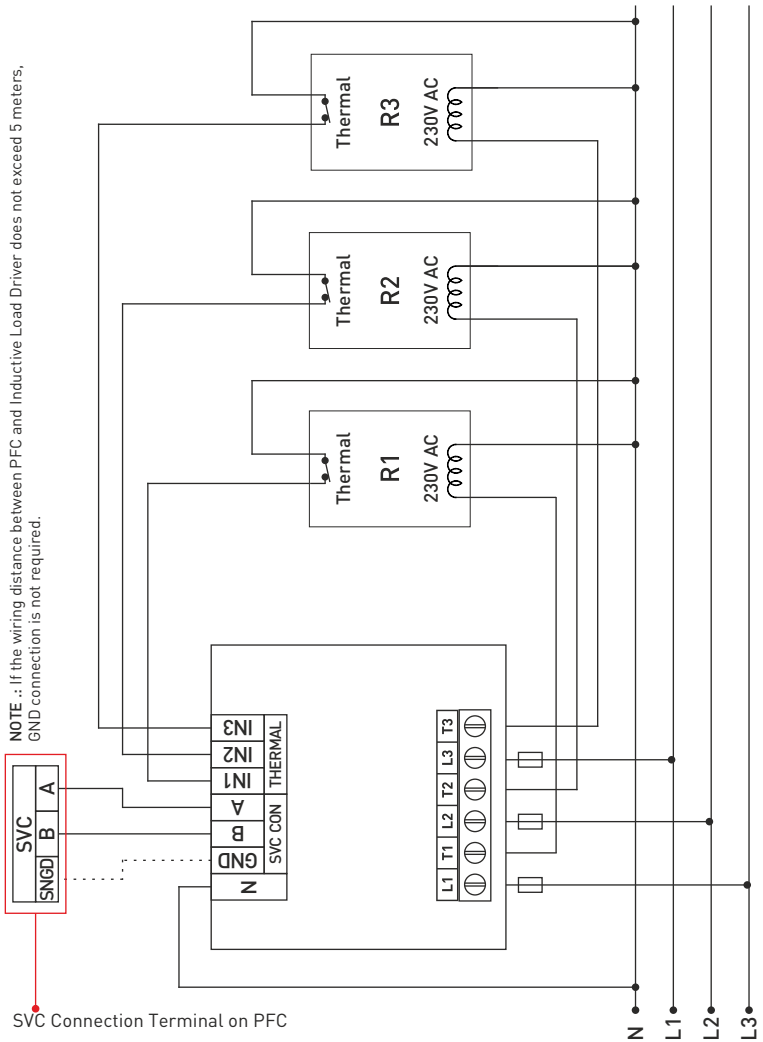 NOTE .: If the wiring distance between PFC and Inductive Load Driver does not exceed 5 meters,
GND connection is not required.
SVC
SNGD B A
SVC Connection Terminal on PFC
N GND B A IN1 IN2 IN3
SVC CON THERMAL
L1 T1 L2 T2 L3 T3
Thermal
R1
230V AC
Thermal
R2
230V AC
Thermal
R3
230V AC
N
L1
L2
L3